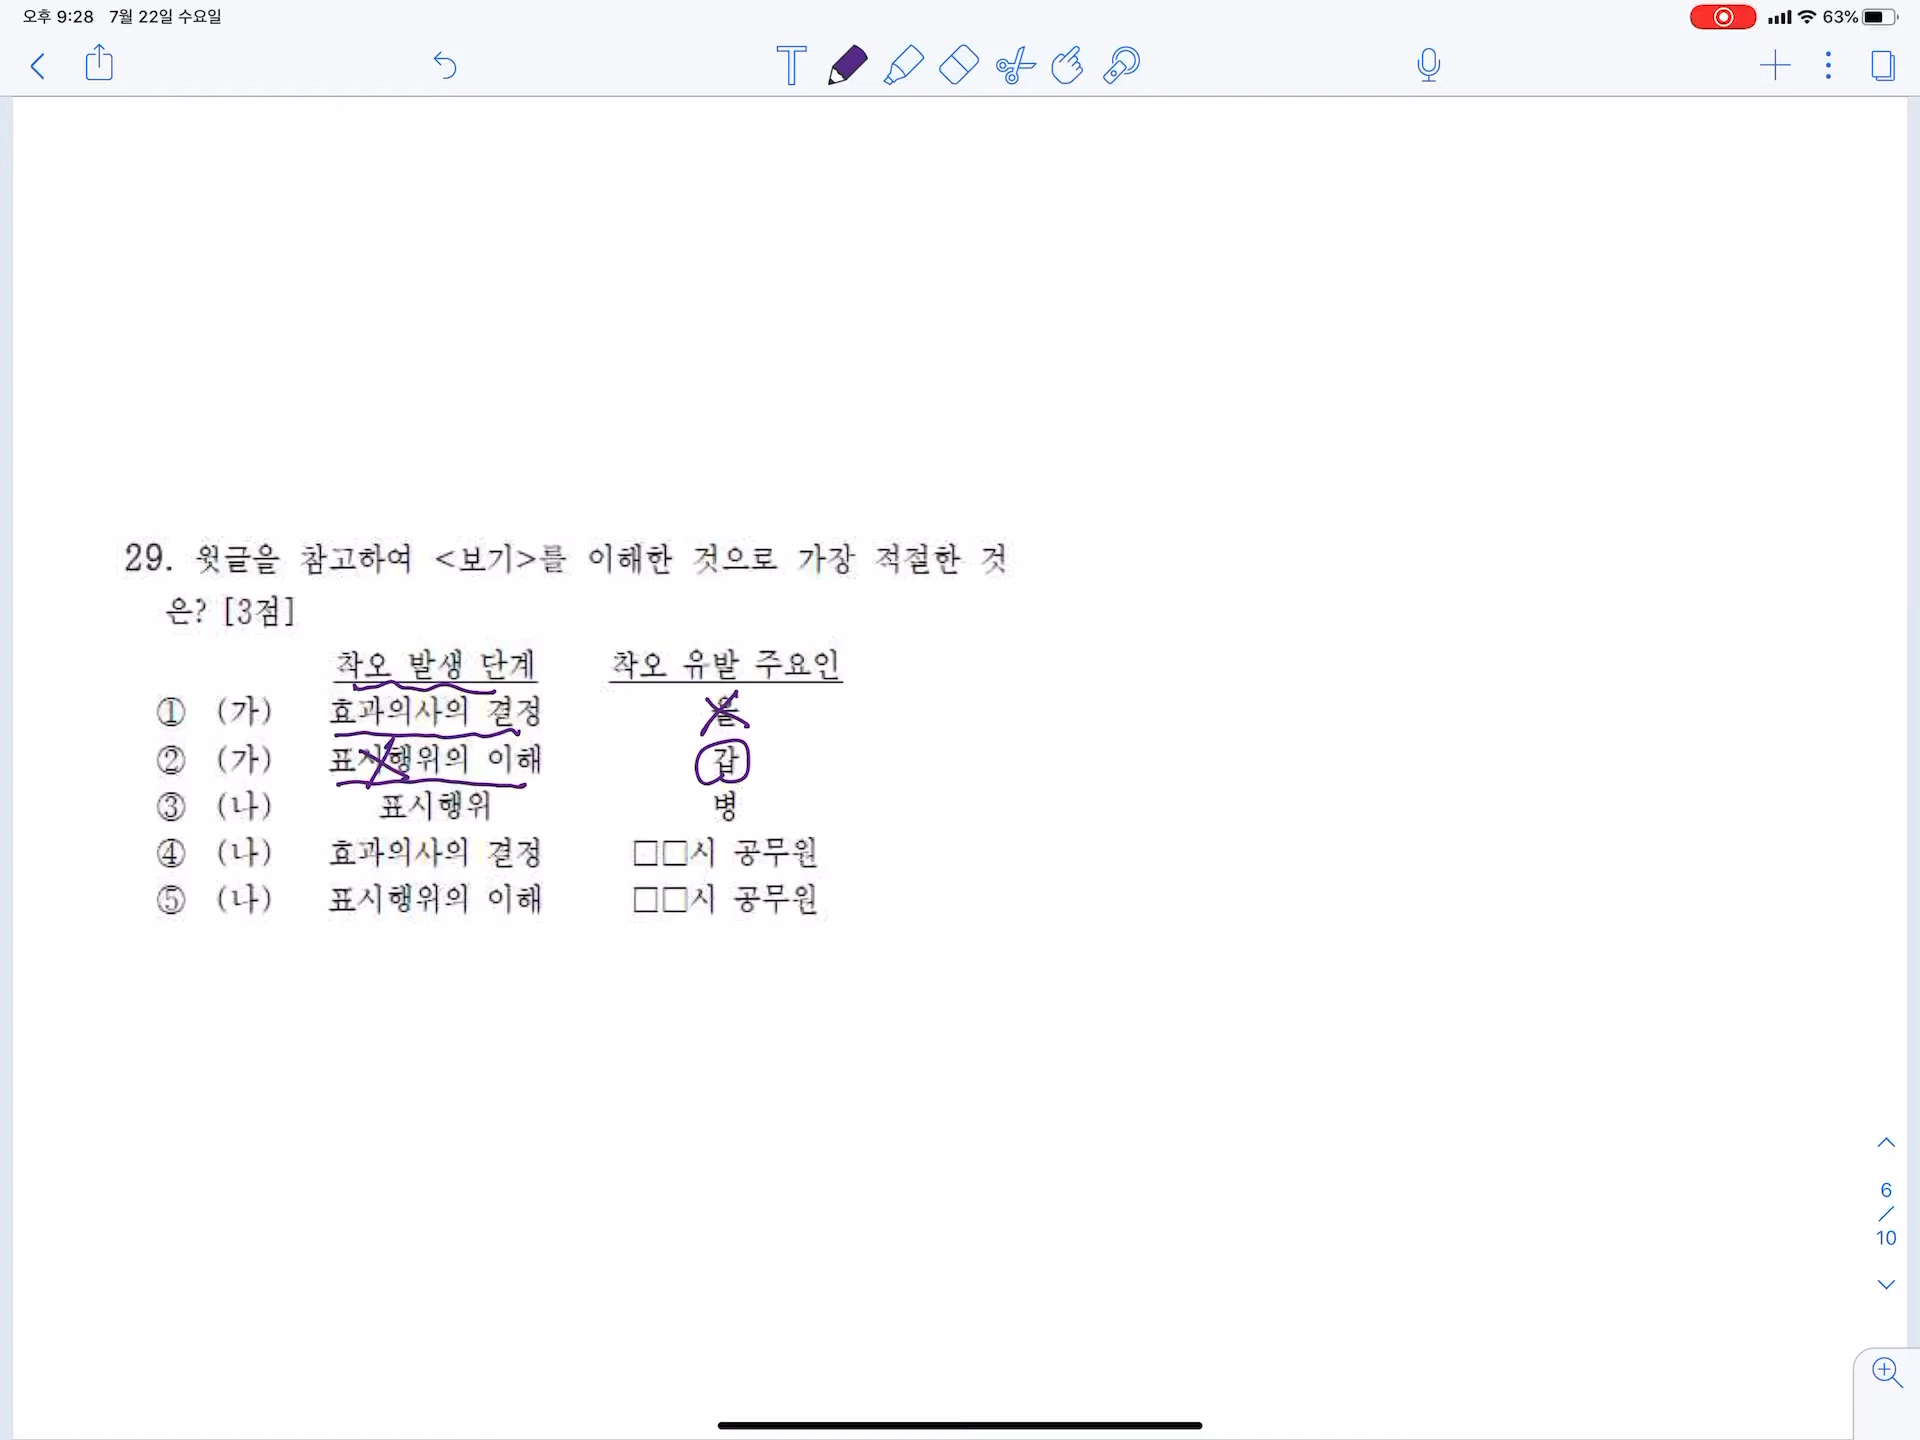 오후 9:28 7월 22일 수요일
63%
T
29. 윗글을 참고하여 <보기>를 이해한 것으로 가장 적절한 것
은? [3점]
착오 발생 단계 착오 유발 주요인
① (가) 효과의사의 결정 을
② (가) 표시행위의 이해 갑
③ (나) 표시행위 병
④ (나) 효과의사의 결정 □□시 공무원
⑤ (나) 표시행위의 이해 □□시 공무원
6
/
10